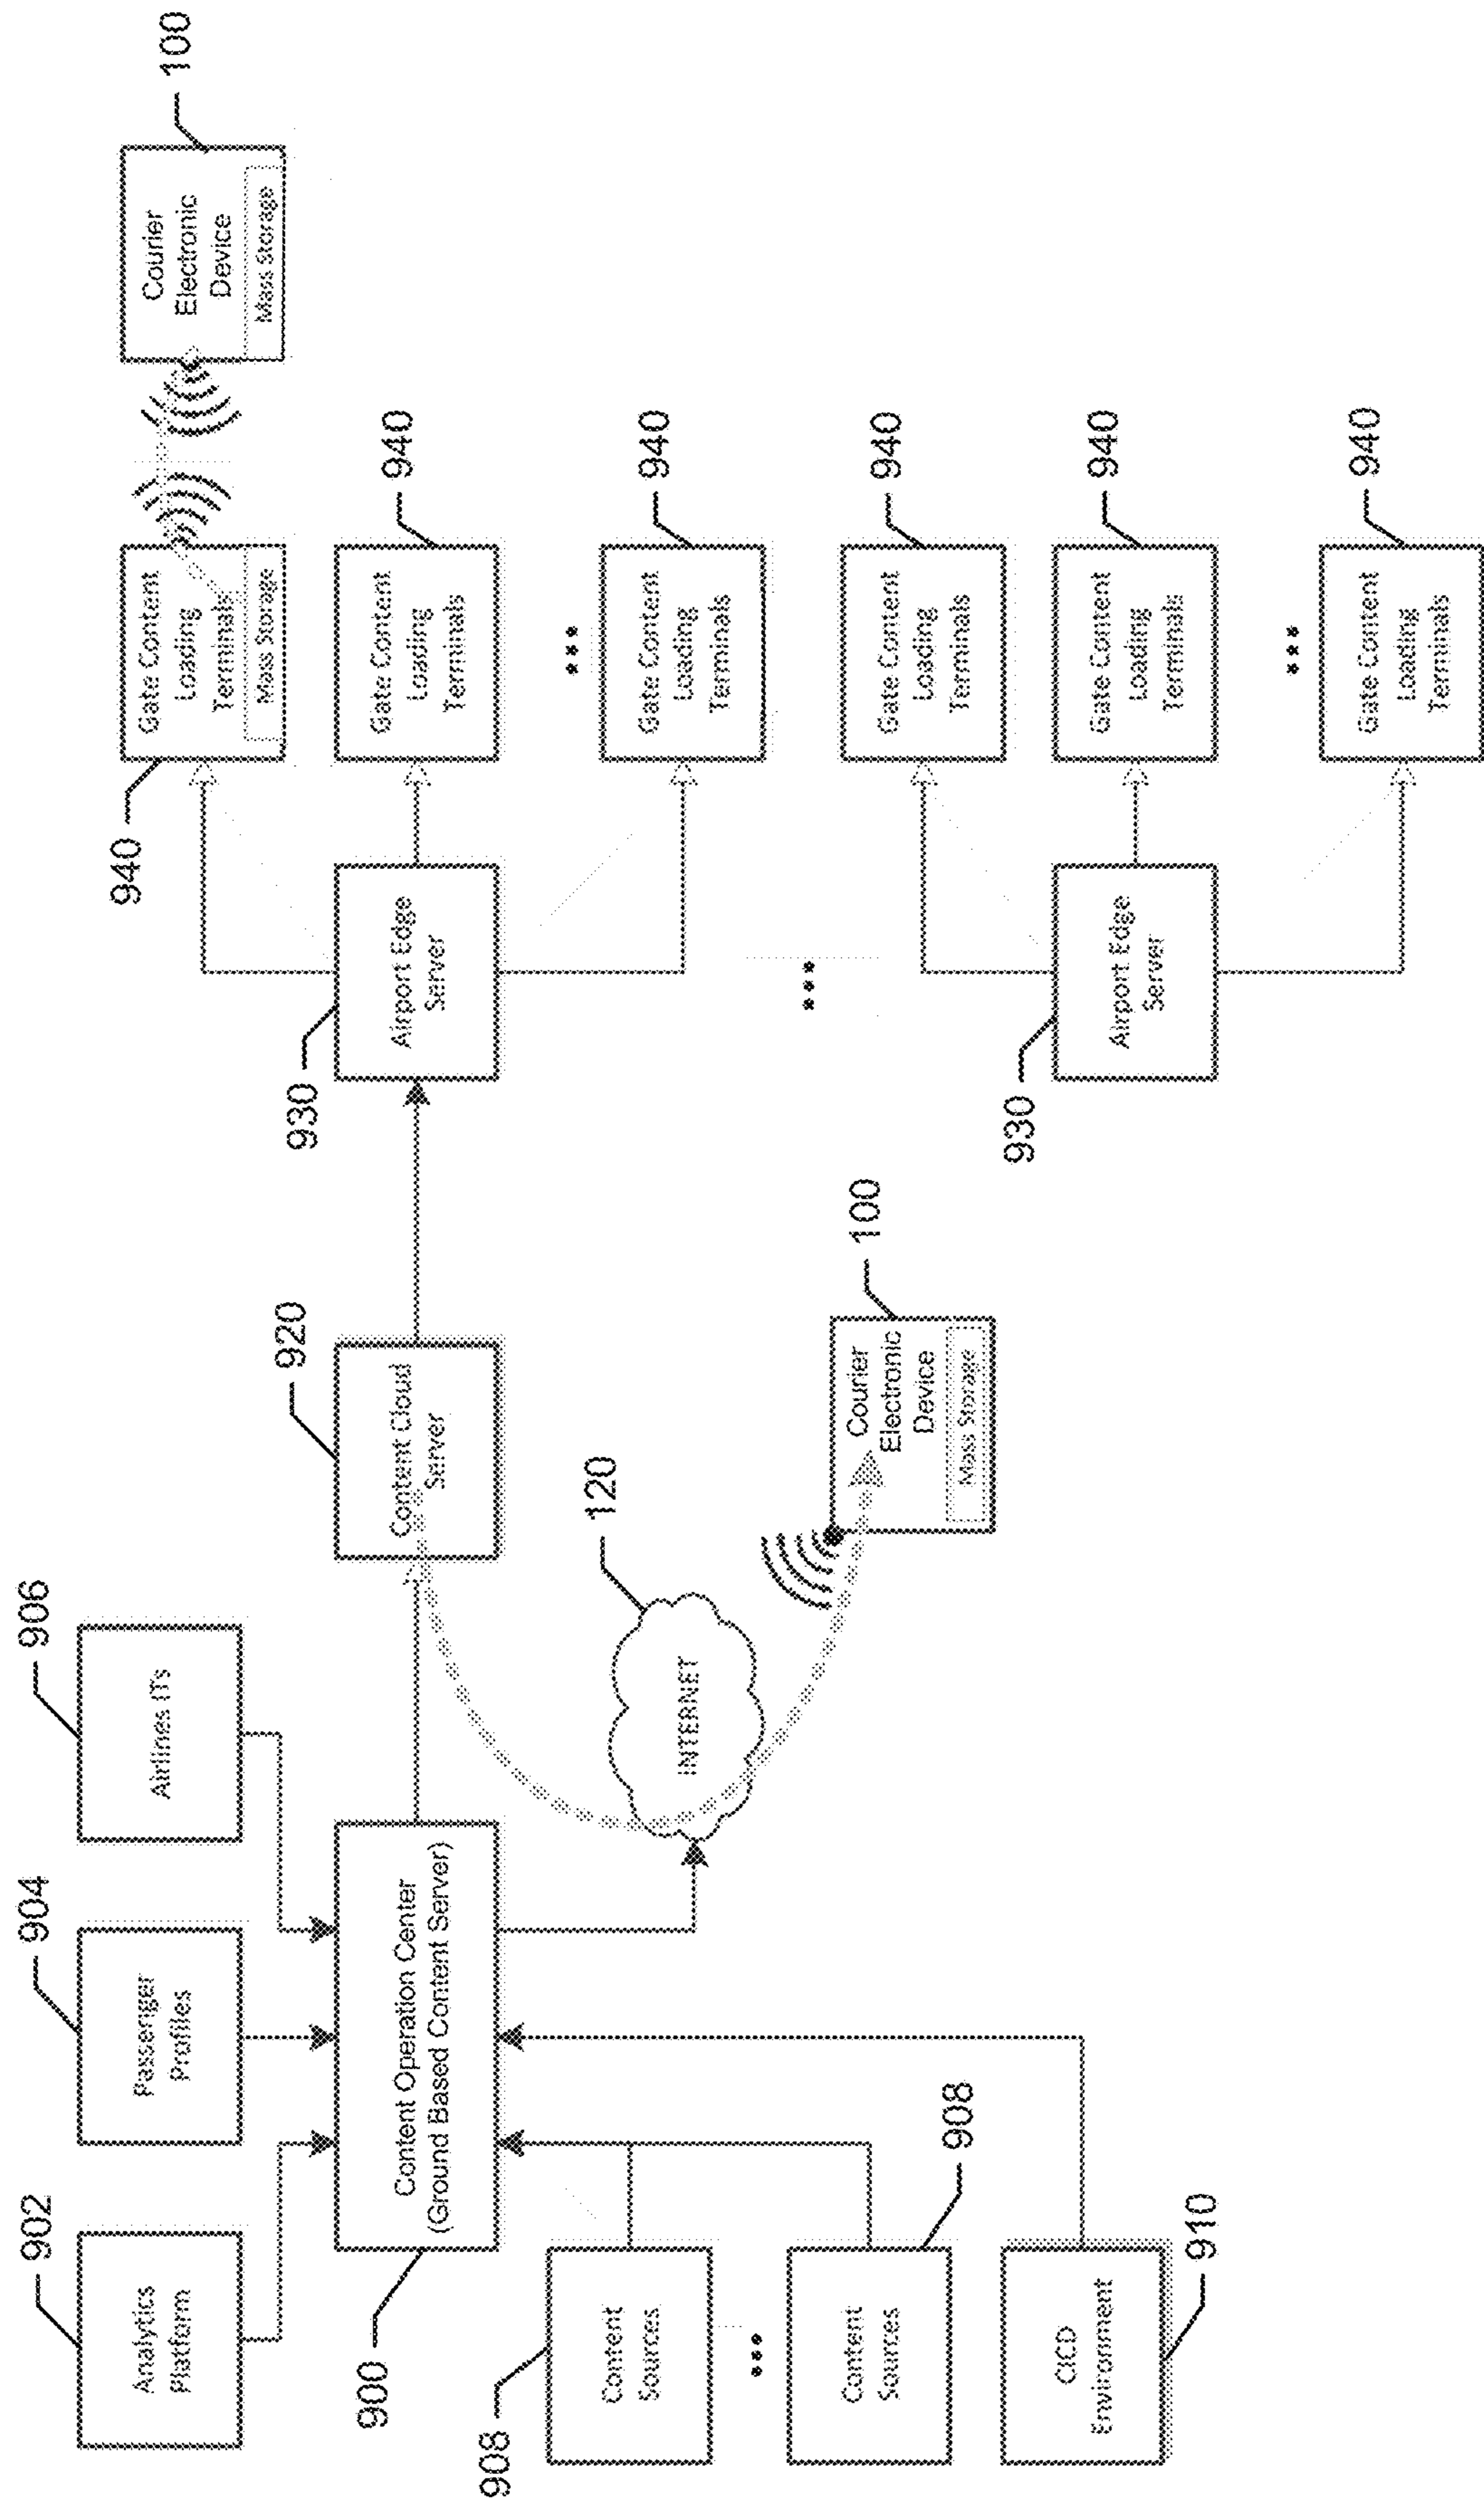 902
Analytics
Platform
904
Passenger
Profiles
906
Airlines ITs
900
Content Operation Center
(Ground Based Content Server)
908
Content
Sources
•••
Content
Sources
908
CICD
Environment
910
920
Content Cloud
Server
120
INTERNET
100
Courier
Electronic
Device
Mass Storage
930
Airport Edge
Server
•••
930
Airport Edge
Server
940
Gate Content
Loading
Terminals
Mass Storage
100
Courier
Electronic
Device
Mass Storage
940
Gate Content
Loading
Terminals
•••
940
Gate Content
Loading
Terminals
940
Gate Content
Loading
Terminals
940
Gate Content
Loading
Terminals
•••
940
Gate Content
Loading
Terminals